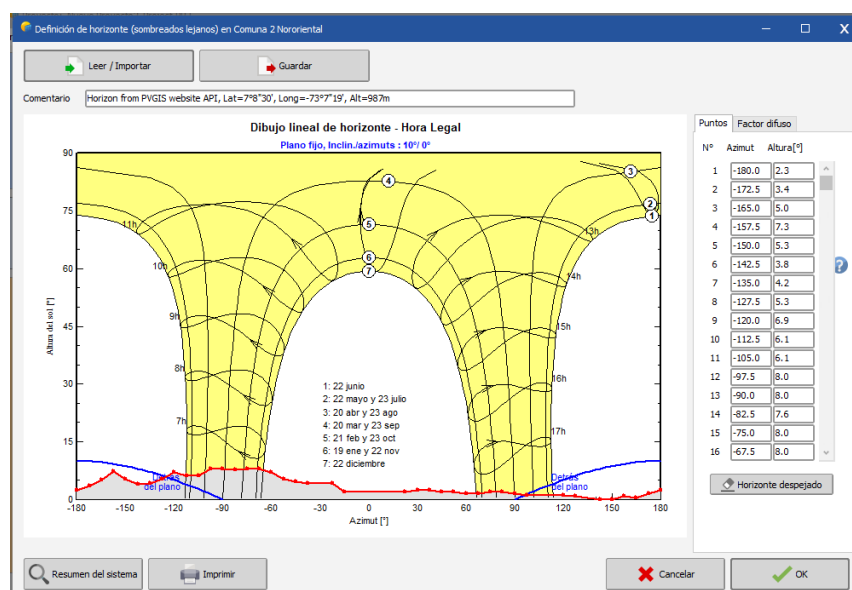 Definición de horizonte (sombreados lejanos) en Comuna 2 Nororiental
Leer / Importar
Guardar
Comentario
Horizon from PVGIS website API, Lat=7°8"30', Long=-73°7"19', Alt=987m
Dibujo lineal de horizonte - Hora Legal
Plano fijo, Inclin./azimuts : 10°/ 0°
Altura del sol [°]
90
75
60
45
30
15
0
11h
10h
9h
8h
7h
13h
14h
15h
16h
17h
1
2
3
4
5
6
7
1: 22 junio
2: 22 mayo y 23 julio
3: 20 abr y 23 ago
4: 20 mar y 23 sep
5: 21 feb y 23 oct
6: 19 ene y 22 nov
7: 22 diciembre
Detrás
del plano
Detrás
del plano
-180 -150 -120 -90 -60 -30 0 30 60 90 120 150 180
Azimut [°]
Puntos Factor difuso
N° Azimut Altura[°]
1 -180.0 2.3
2 -172.5 3.4
3 -165.0 5.0
4 -157.5 7.3
5 -150.0 5.3
6 -142.5 3.8
7 -135.0 4.2
8 -127.5 5.3
9 -120.0 6.9
10 -112.5 6.1
11 -105.0 6.1
12 -97.5 8.0
13 -90.0 8.0
14 -82.5 7.6
15 -75.0 8.0
16 -67.5 8.0
Horizonte despejado
Resumen del sistema
Imprimir
Cancelar
OK